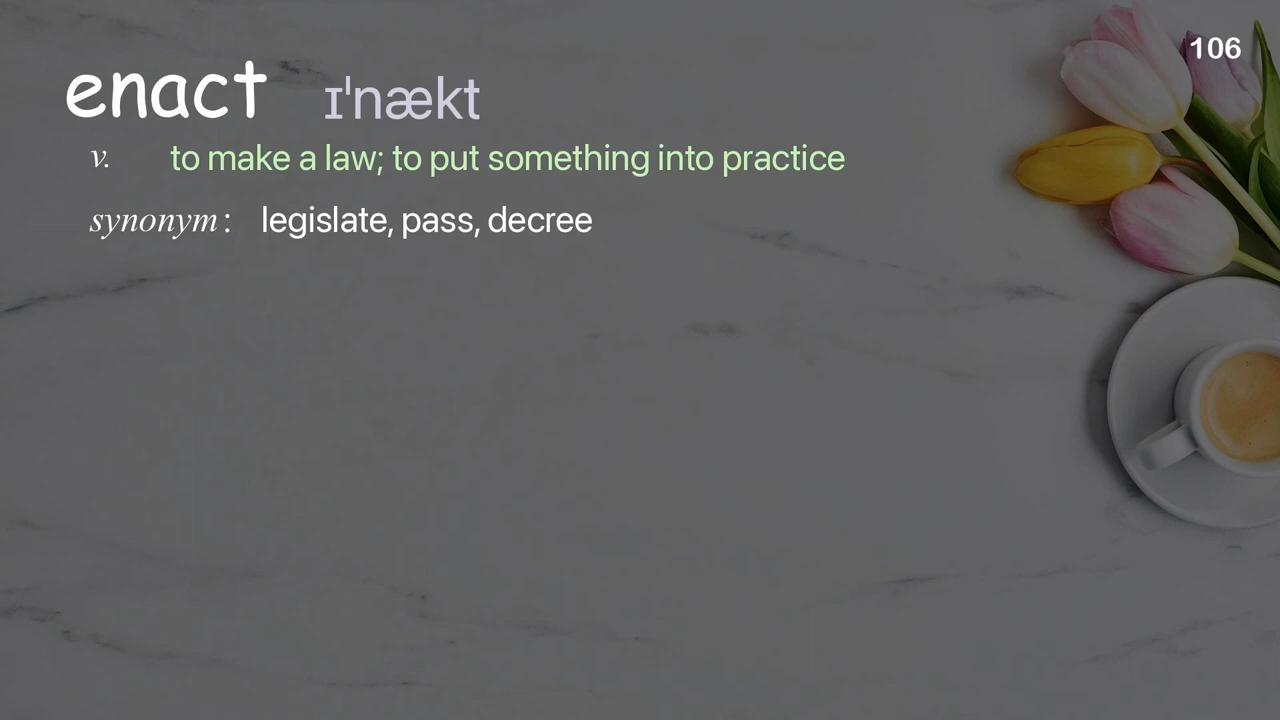 106
enact ɪˈnækt
v. to make a law; to put something into practice
synonym: legislate, pass, decree